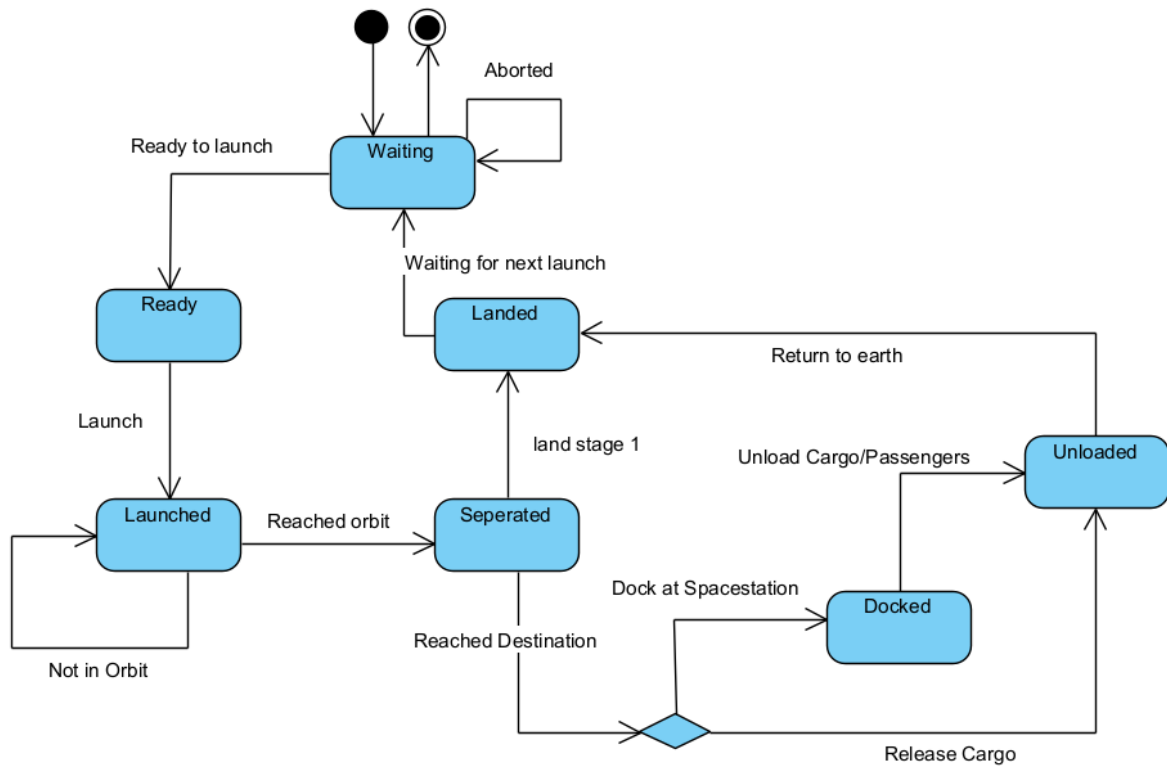 Aborted
Ready to launch
Waiting
Waiting for next launch
Ready
Landed
Return to earth
Launch
land stage 1
Unload Cargo/Passengers
Unloaded
Launched
Reached orbit
Seperated
Dock at Spacestation
Docked
Reached Destination
Not in Orbit
Release Cargo